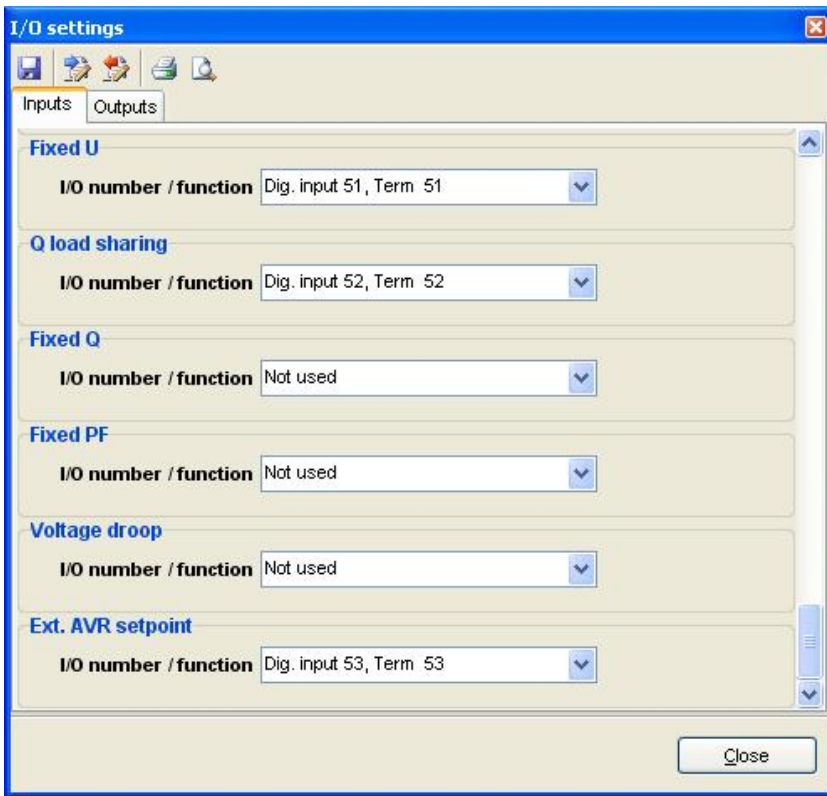 I/O settings
Inputs
Outputs
Fixed U
I/O number / function Dig. input 51, Term 51
Q load sharing
I/O number / function Dig. input 52, Term 52
Fixed Q
I/O number / function Not used
Fixed PF
I/O number / function Not used
Voltage droop
I/O number / function Not used
Ext. AVR setpoint
I/O number / function Dig. input 53, Term 53
Close